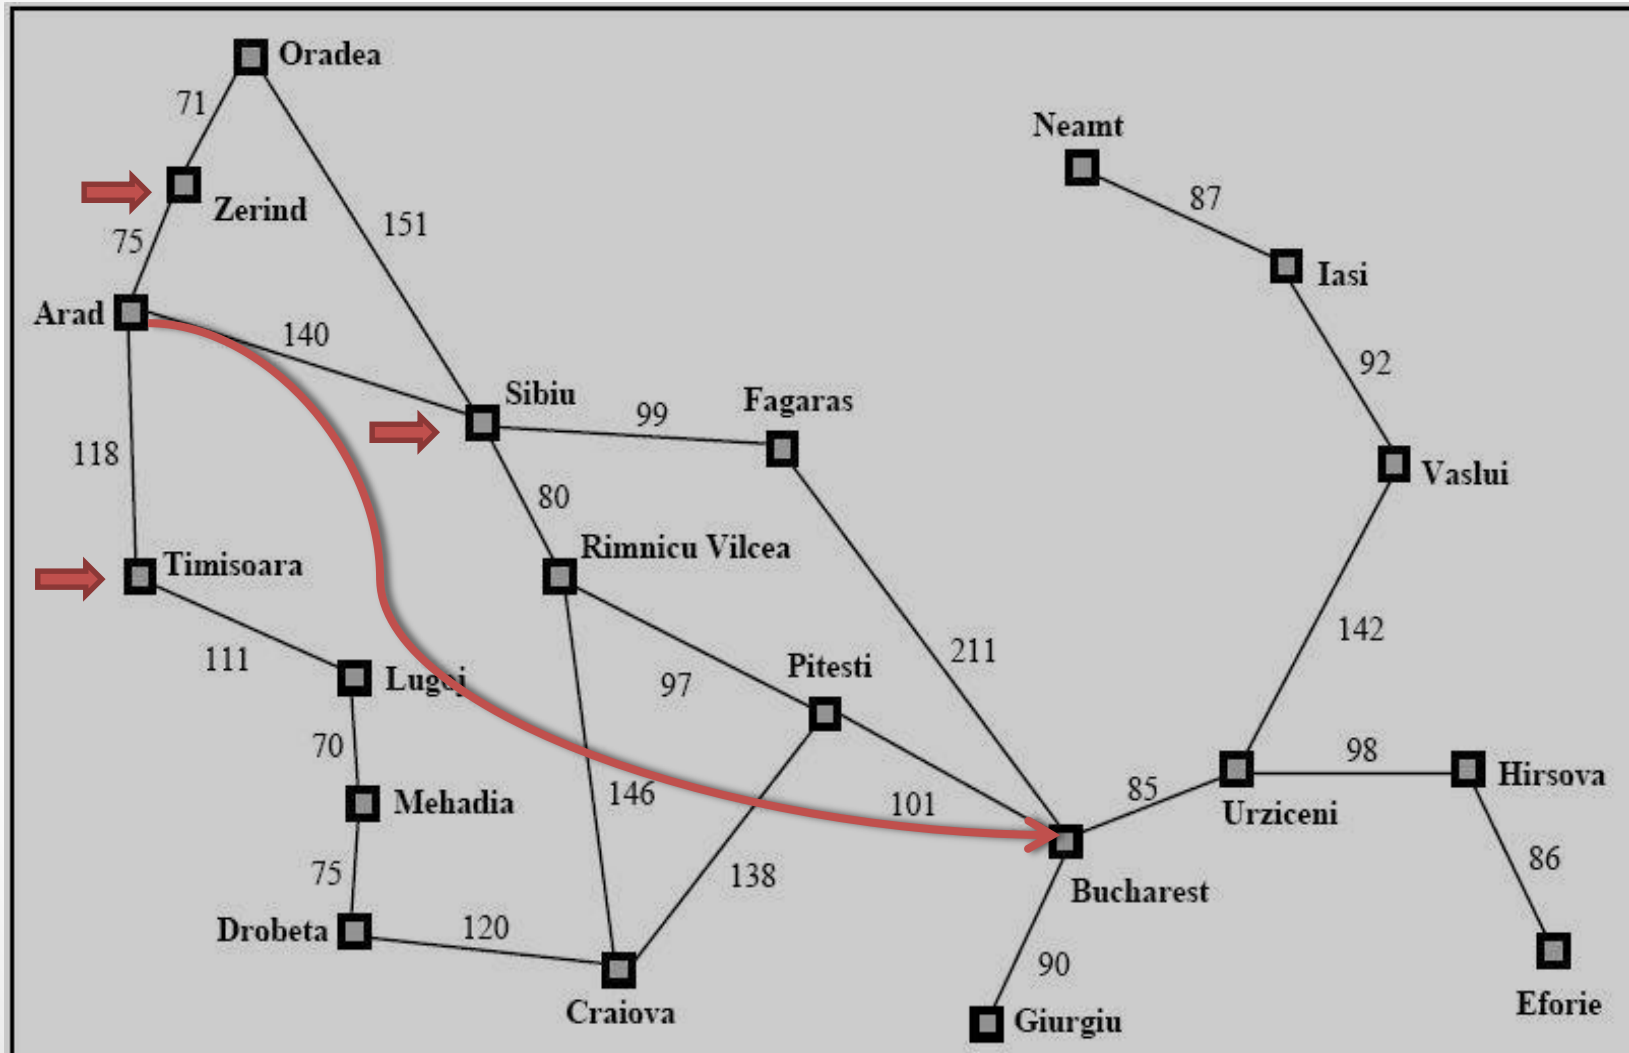 Oradea
71
Neamt
87
Zerind
151
75
Iasi
Arad
140
92
Sibiu
Fagaras
99
118
Vaslui
80
Rimnicu Vilcea
Timisoara
142
111
211
Pitesti
Lugoj
97
70
98
Hirsova
Mehadia
146
101
85
Urziceni
86
75
138
Bucharest
Drobeta
120
90
Eforie
Craiova
Giurgiu